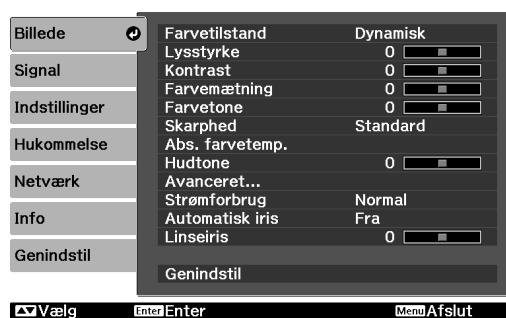 Billede
Signal
Indstillinger
Hukommelse
Netværk
Info
Genindstil
Farvetilstand Dynamisk
Lysstyrke 0
Kontrast 0
Farvemætning 0
Farvetone 0
Skarphed Standard
Abs. farvetemp.
Hudtone 0
Avanceret...
Strømforbrug Normal
Automatisk iris Fra
Linseiris 0
Genindstil
Vælg Enter Enter Menu Afslut